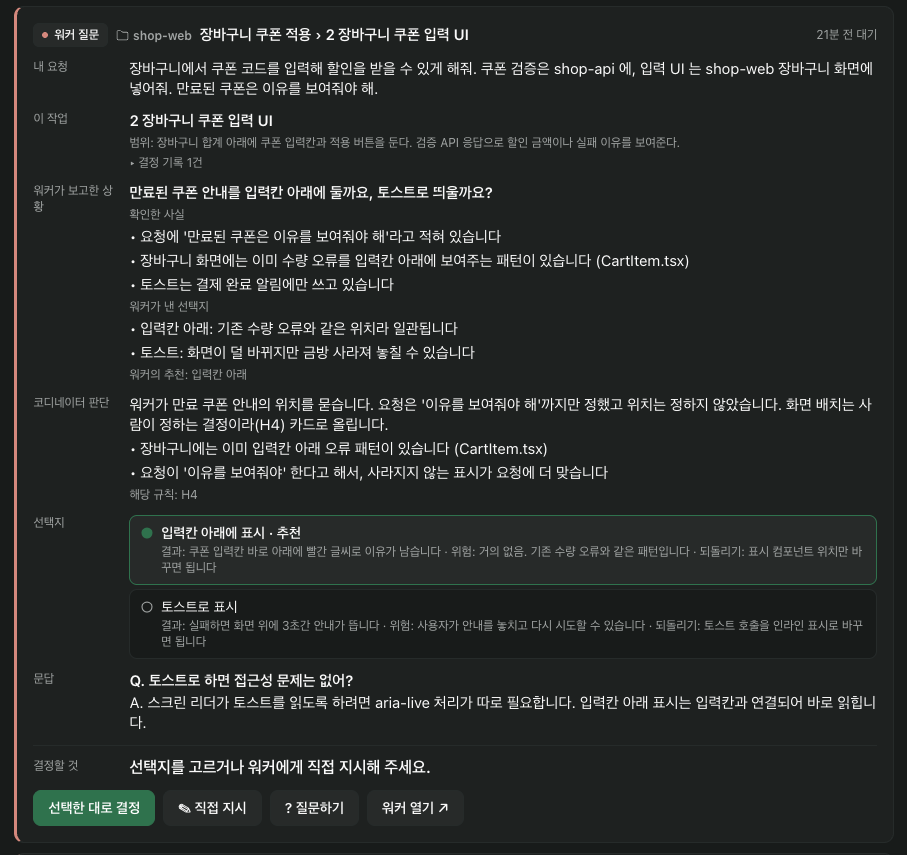 워커 질문 shop-web 장바구니 쿠폰 적용 › 2 장바구니 쿠폰 입력 UI 21분 전 대기
내 요청
장바구니에서 쿠폰 코드를 입력해 할인을 받을 수 있게 해줘. 쿠폰 검증은 shop-api 에, 입력 UI 는 shop-web 장바구니 화면에
넣어줘. 만료된 쿠폰은 이유를 보여줘야 해.
이 작업
2 장바구니 쿠폰 입력 UI
범위: 장바구니 합계 아래에 쿠폰 입력칸과 적용 버튼을 둔다. 검증 API 응답으로 할인 금액이나 실패 이유를 보여준다.
▸ 결정 기록 1건
워커가 보고한 상
황
만료된 쿠폰 안내를 입력칸 아래에 둘까요, 토스트로 띄울까요?
확인한 사실
• 요청에 '만료된 쿠폰은 이유를 보여줘야 해'라고 적혀 있습니다
• 장바구니 화면에는 이미 수량 오류를 입력칸 아래에 보여주는 패턴이 있습니다 (CartItem.tsx)
• 토스트는 결제 완료 알림에만 쓰고 있습니다
워커가 낸 선택지
• 입력칸 아래: 기존 수량 오류와 같은 위치라 일관됩니다
• 토스트: 화면이 덜 바뀌지만 금방 사라져 놓칠 수 있습니다
워커의 추천: 입력칸 아래
코디네이터 판단
워커가 만료 쿠폰 안내의 위치를 묻습니다. 요청은 '이유를 보여줘야 해'까지만 정했고 위치는 정하지 않았습니다. 화면 배치는 사
람이 정하는 결정이라(H4) 카드로 올립니다.
• 장바구니에는 이미 입력칸 아래 오류 패턴이 있습니다 (CartItem.tsx)
• 요청이 '이유를 보여줘야' 한다고 해서, 사라지지 않는 표시가 요청에 더 맞습니다
해당 규칙: H4
선택지
입력칸 아래에 표시 · 추천
결과: 쿠폰 입력칸 바로 아래에 빨간 글씨로 이유가 남습니다 · 위험: 거의 없음. 기존 수량 오류와 같은 패턴입니다 · 되돌리기: 표시 컴포넌트 위치만 바
꾸면 됩니다
토스트로 표시
결과: 실패하면 화면 위에 3초간 안내가 뜹니다 · 위험: 사용자가 안내를 놓치고 다시 시도할 수 있습니다 · 되돌리기: 토스트 호출을 인라인 표시로 바꾸
면 됩니다
문답
Q. 토스트로 하면 접근성 문제는 없어?
A. 스크린 리더가 토스트를 읽도록 하려면 aria-live 처리가 따로 필요합니다. 입력칸 아래 표시는 입력칸과 연결되어 바로 읽힙니
다.
결정할 것
선택지를 고르거나 워커에게 직접 지시해 주세요.
선택한 대로 결정 ✎ 직접 지시 ? 질문하기 워커 열기 ↗